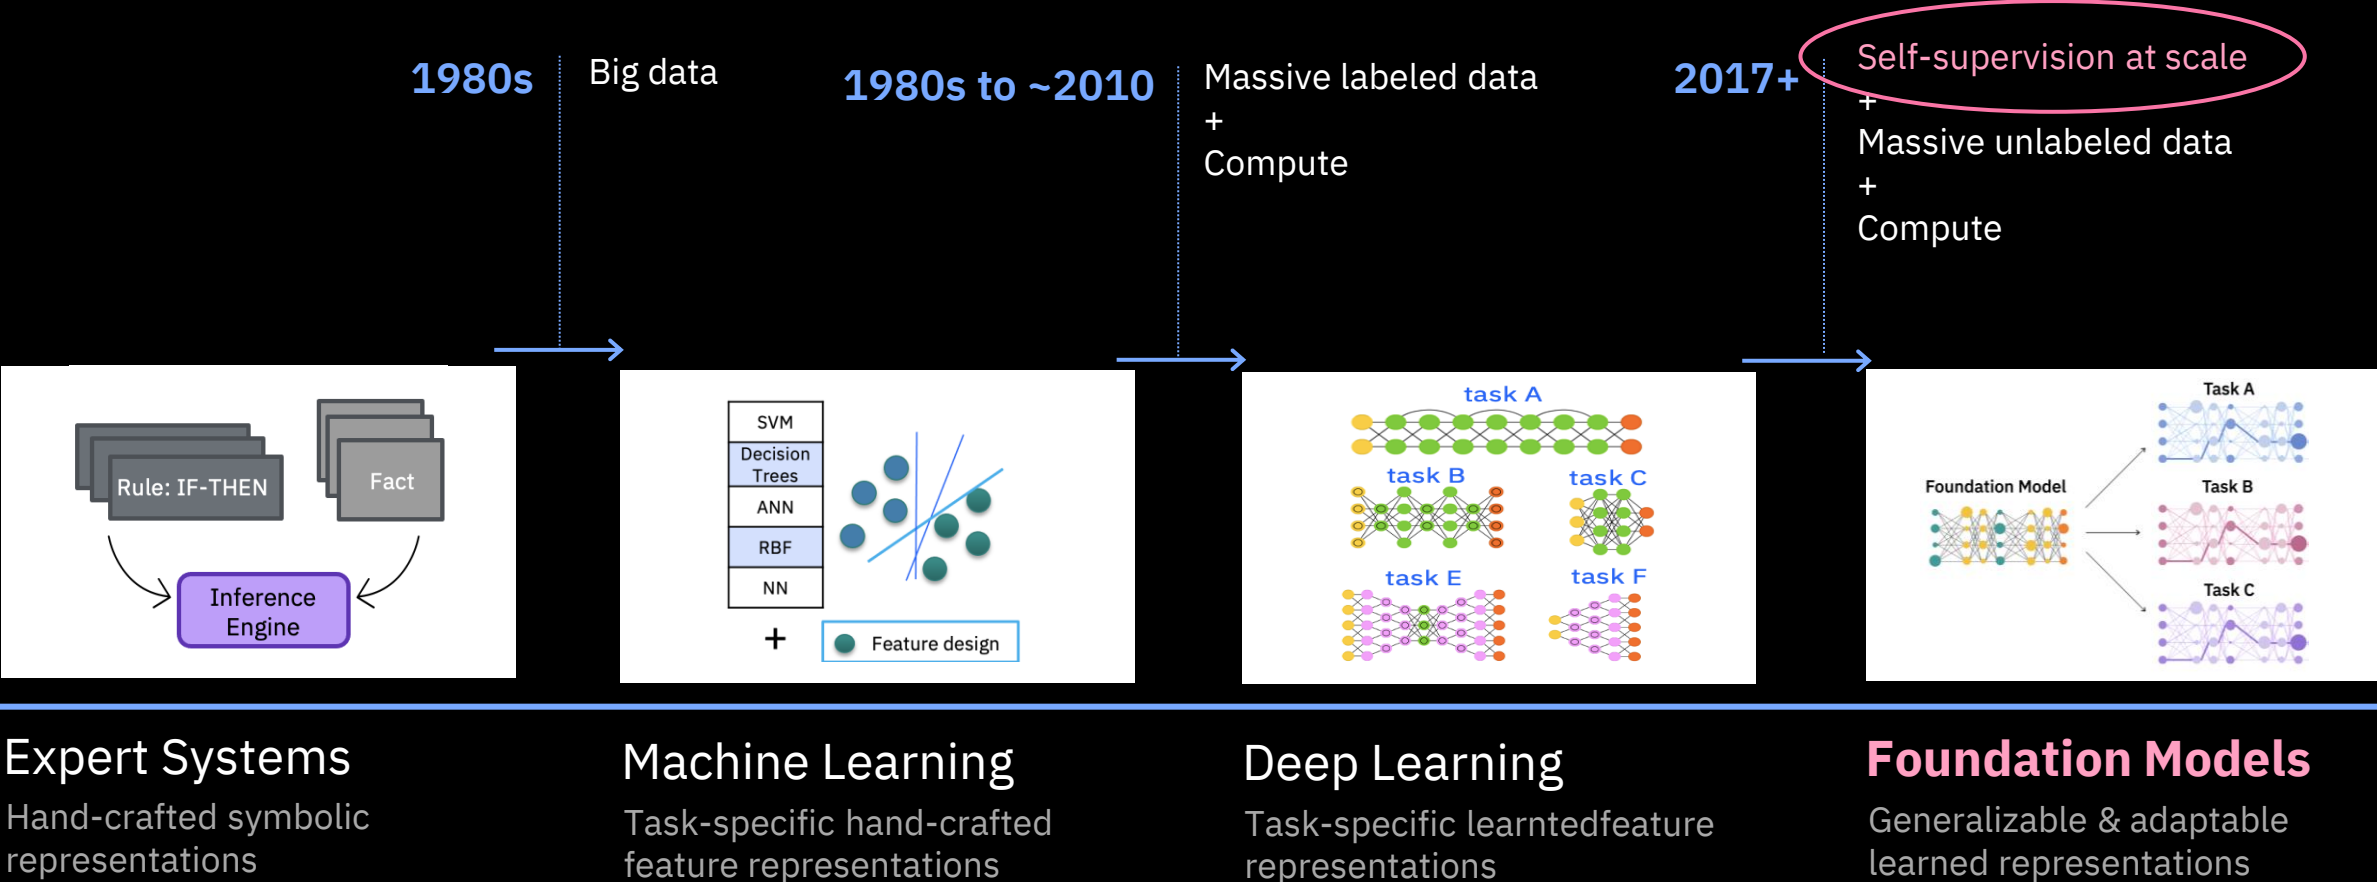 1980s
Big data
1980s to ~2010
Massive labeled data
+
Compute
2017+
Self-supervision at scale
+
Massive unlabeled data
+
Compute
Rule: IF-THEN
Fact
Inference
Engine
SVM
Decision
Trees
ANN
RBF
NN
+
Feature design
task A
task B
task C
task E
task F
Foundation Model
Task A
Task B
Task C
Expert Systems
Hand-crafted symbolic
representations
Machine Learning
Task-specific hand-crafted
feature representations
Deep Learning
Task-specific learntedfeature
representations
Foundation Models
Generalizable & adaptable
learned representations